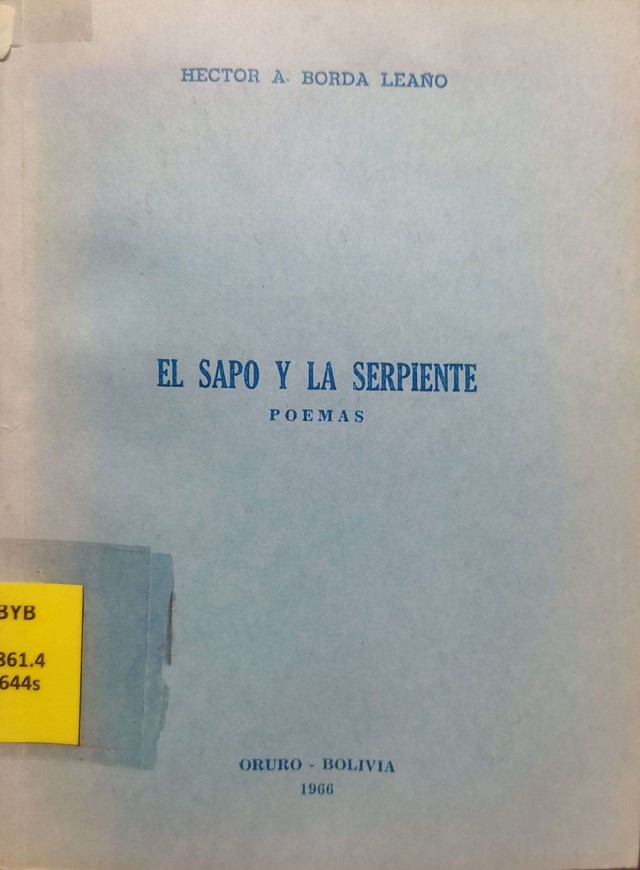 HECTOR A. BORDA LEAÑO
EL SAPO Y LA SERPIENTE
POEMAS
BYB
861.4
644s
ORURO - BOLIVIA
1966